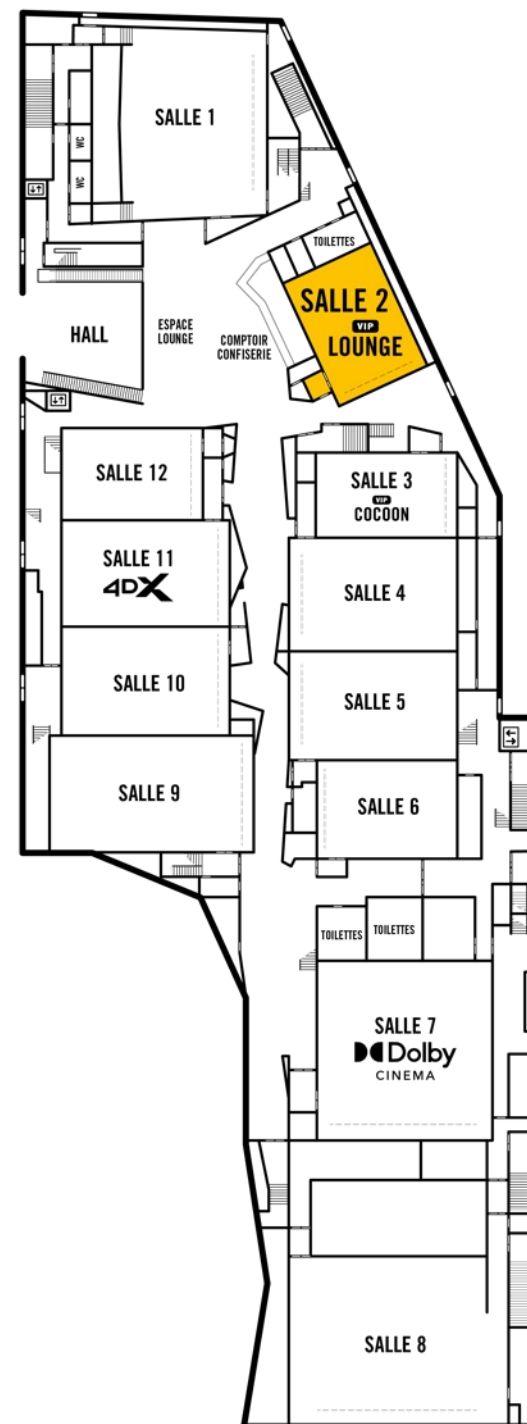 SALLE 1
WC
WC
TOILETTES
SALLE 2
VIP
LOUNGE
HALL
ESPACE
LOUNGE
COMPTOIR
CONFISERIE
SALLE 12
SALLE 3
VIP
COCOON
SALLE 11
4DX
SALLE 4
SALLE 10
SALLE 5
SALLE 9
SALLE 6
TOILETTES
TOILETTES
SALLE 7
Dolby
CINEMA
SALLE 8